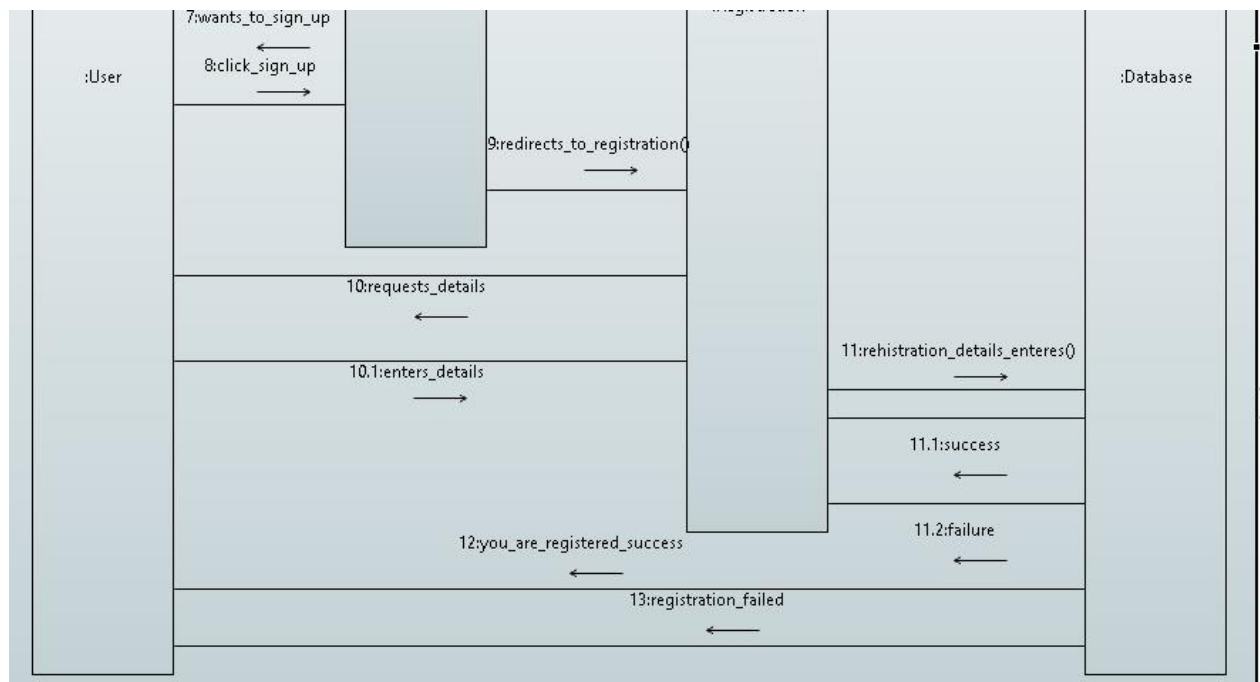 7:wants_to_sign_up
8:click_sign_up
:User
:Database
9:redirects_to_registration()
10:requests_details
11:rehistration_details_enteres()
10.1:enters_details
11.1:success
11.2:failure
12:you_are_registered_success
13:registration_failed